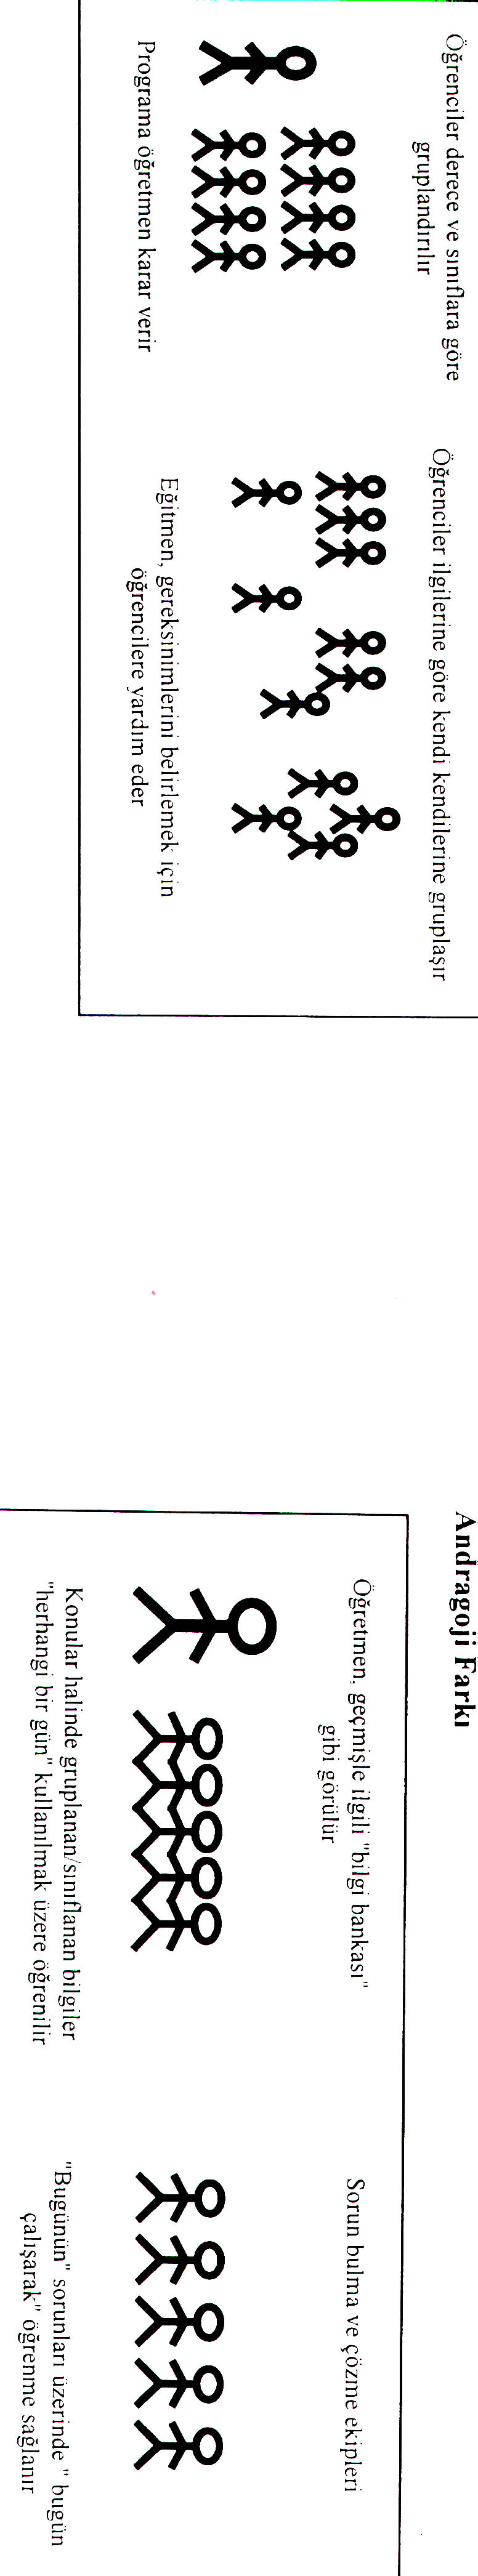 Öğrenciler derece ve sınıflara göre
gruplandırılır
Programa öğretmen karar verir
Öğrenciler ilgilerine göre kendi kendilerine gruplaşır
Eğitmen, gereksinimlerini belirlemek için
öğrencilere yardım eder
Andragoji Farkı
Öğretmen, geçmişle ilgili "bilgi bankası"
gibi görülür
Konular halinde gruplanan/sınıflanan bilgiler
"herhangi bir gün" kullanılmak üzere öğrenilir
Sorun bulma ve çözme ekipleri
"Bugünün" sorunları üzerinde " bugün
çalışarak" öğrenme sağlanır